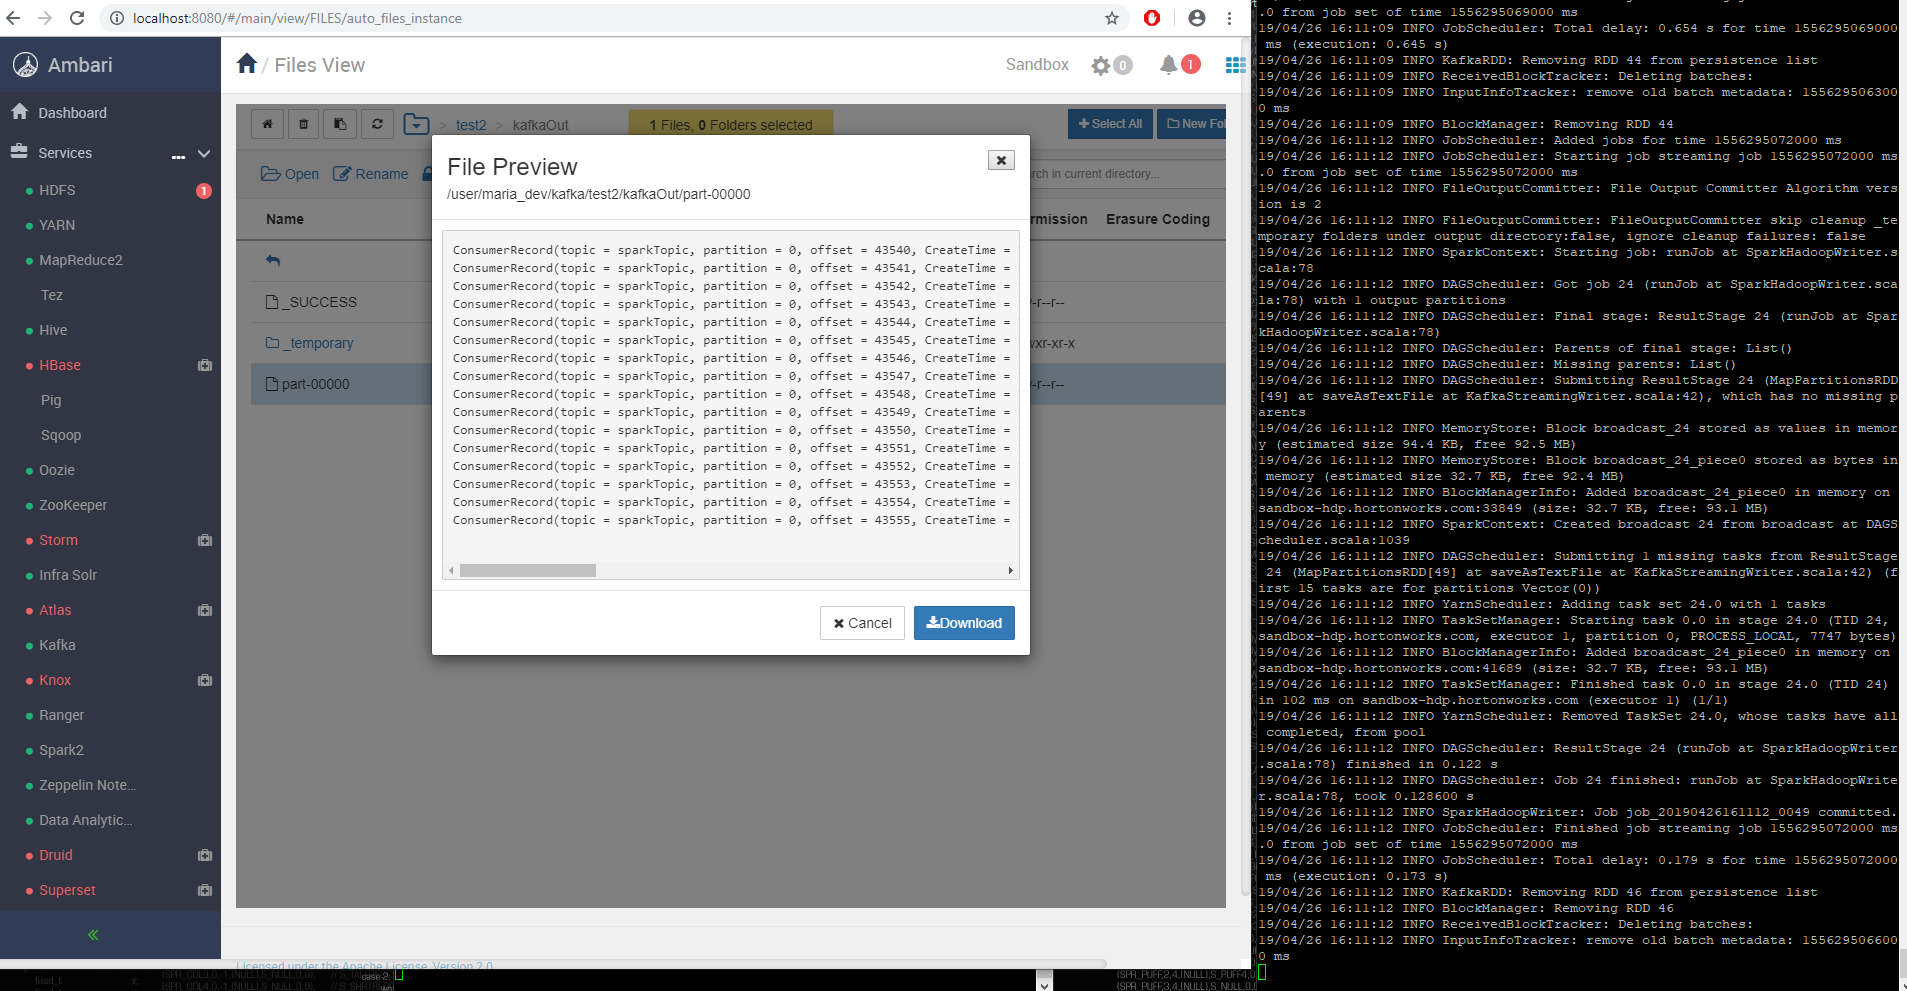 localhost:8080/#/main/view/FILES/auto_files_instance
Ambari
/ Files View
Sandbox
0
1
Dashboard
Services
HDFS
1
YARN
MapReduce2
Tez
Hive
HBase
Pig
Sqoop
Oozie
ZooKeeper
Storm
Infra Solr
Atlas
Kafka
Knox
Ranger
Spark2
Zeppelin Note...
Data Analytic...
Druid
Superset
> test2 > kafkaOut
1 Files, 0 Folders selected
Select All
New Fol
Open
Rename
rch in current directory...
Name
rmission
Erasure Coding
_SUCCESS
-r--r--
_temporary
xr-xr-x
part-00000
-r--r--
File Preview
/user/maria_dev/kafka/test2/kafkaOut/part-00000
ConsumerRecord(topic = sparkTopic, partition = 0, offset = 43540, CreateTime =
ConsumerRecord(topic = sparkTopic, partition = 0, offset = 43541, CreateTime =
ConsumerRecord(topic = sparkTopic, partition = 0, offset = 43542, CreateTime =
ConsumerRecord(topic = sparkTopic, partition = 0, offset = 43543, CreateTime =
ConsumerRecord(topic = sparkTopic, partition = 0, offset = 43544, CreateTime =
ConsumerRecord(topic = sparkTopic, partition = 0, offset = 43545, CreateTime =
ConsumerRecord(topic = sparkTopic, partition = 0, offset = 43546, CreateTime =
ConsumerRecord(topic = sparkTopic, partition = 0, offset = 43547, CreateTime =
ConsumerRecord(topic = sparkTopic, partition = 0, offset = 43548, CreateTime =
ConsumerRecord(topic = sparkTopic, partition = 0, offset = 43549, CreateTime =
ConsumerRecord(topic = sparkTopic, partition = 0, offset = 43550, CreateTime =
ConsumerRecord(topic = sparkTopic, partition = 0, offset = 43551, CreateTime =
ConsumerRecord(topic = sparkTopic, partition = 0, offset = 43552, CreateTime =
ConsumerRecord(topic = sparkTopic, partition = 0, offset = 43553, CreateTime =
ConsumerRecord(topic = sparkTopic, partition = 0, offset = 43554, CreateTime =
ConsumerRecord(topic = sparkTopic, partition = 0, offset = 43555, CreateTime =
Cancel
Download
Licensed under the Apache License, Version 2.0
.0 from job set of time 1556295069000 ms
19/04/26 16:11:09 INFO JobScheduler: Total delay: 0.654 s for time 1556295069000
ms (execution: 0.645 s)
19/04/26 16:11:09 INFO KafkaRDD: Removing RDD 44 from persistence list
19/04/26 16:11:09 INFO ReceivedBlockTracker: Deleting batches:
19/04/26 16:11:09 INFO InputInfoTracker: remove old batch metadata: 155629506300
0 ms
19/04/26 16:11:09 INFO BlockManager: Removing RDD 44
19/04/26 16:11:12 INFO JobScheduler: Added jobs for time 1556295072000 ms
19/04/26 16:11:12 INFO JobScheduler: Starting job streaming job 1556295072000 ms
.0 from job set of time 1556295072000 ms
19/04/26 16:11:12 INFO FileOutputCommitter: File Output Committer Algorithm vers
ion is 2
19/04/26 16:11:12 INFO FileOutputCommitter: FileOutputCommitter skip cleanup _te
mporary folders under output directory:false, ignore cleanup failures: false
19/04/26 16:11:12 INFO SparkContext: Starting job: runJob at SparkHadoopWriter.s
cala:78
19/04/26 16:11:12 INFO DAGScheduler: Got job 24 (runJob at SparkHadoopWriter.sca
la:78) with 1 output partitions
19/04/26 16:11:12 INFO DAGScheduler: Final stage: ResultStage 24 (runJob at Spar
kHadoopWriter.scala:78)
19/04/26 16:11:12 INFO DAGScheduler: Parents of final stage: List()
19/04/26 16:11:12 INFO DAGScheduler: Missing parents: List()
19/04/26 16:11:12 INFO DAGScheduler: Submitting ResultStage 24 (MapPartitionsRDD
[49] at saveAsTextFile at KafkaStreamingWriter.scala:42), which has no missing p
arents
19/04/26 16:11:12 INFO MemoryStore: Block broadcast_24 stored as values in memor
y (estimated size 94.4 KB, free 92.5 MB)
19/04/26 16:11:12 INFO MemoryStore: Block broadcast_24_piece0 stored as bytes in
memory (estimated size 32.7 KB, free 92.4 MB)
19/04/26 16:11:12 INFO BlockManagerInfo: Added broadcast_24_piece0 in memory on
sandbox-hdp.hortonworks.com:33849 (size: 32.7 KB, free: 93.1 MB)
19/04/26 16:11:12 INFO SparkContext: Created broadcast 24 from broadcast at DAGS
cheduler.scala:1039
19/04/26 16:11:12 INFO DAGScheduler: Submitting 1 missing tasks from ResultStage
24 (MapPartitionsRDD[49] at saveAsTextFile at KafkaStreamingWriter.scala:42) (f
irst 15 tasks are for partitions Vector(0))
19/04/26 16:11:12 INFO YarnScheduler: Adding task set 24.0 with 1 tasks
19/04/26 16:11:12 INFO TaskSetManager: Starting task 0.0 in stage 24.0 (TID 24,
sandbox-hdp.hortonworks.com, executor 1, partition 0, PROCESS_LOCAL, 7747 bytes)
19/04/26 16:11:12 INFO BlockManagerInfo: Added broadcast_24_piece0 in memory on
sandbox-hdp.hortonworks.com:41689 (size: 32.7 KB, free: 93.1 MB)
19/04/26 16:11:12 INFO TaskSetManager: Finished task 0.0 in stage 24.0 (TID 24)
in 102 ms on sandbox-hdp.hortonworks.com (executor 1) (1/1)
19/04/26 16:11:12 INFO YarnScheduler: Removed TaskSet 24.0, whose tasks have all
completed, from pool
19/04/26 16:11:12 INFO DAGScheduler: ResultStage 24 (runJob at SparkHadoopWriter
.scala:78) finished in 0.122 s
19/04/26 16:11:12 INFO DAGScheduler: Job 24 finished: runJob at SparkHadoopWrite
r.scala:78, took 0.128600 s
19/04/26 16:11:12 INFO SparkHadoopWriter: Job job_20190426161112_0049 committed.
19/04/26 16:11:12 INFO JobScheduler: Finished job streaming job 1556295072000 ms
.0 from job set of time 1556295072000 ms
19/04/26 16:11:12 INFO JobScheduler: Total delay: 0.179 s for time 1556295072000
ms (execution: 0.173 s)
19/04/26 16:11:12 INFO KafkaRDD: Removing RDD 46 from persistence list
19/04/26 16:11:12 INFO BlockManager: Removing RDD 46
19/04/26 16:11:12 INFO ReceivedBlockTracker: Deleting batches:
19/04/26 16:11:12 INFO InputInfoTracker: remove old batch metadata: 155629506600
0 ms